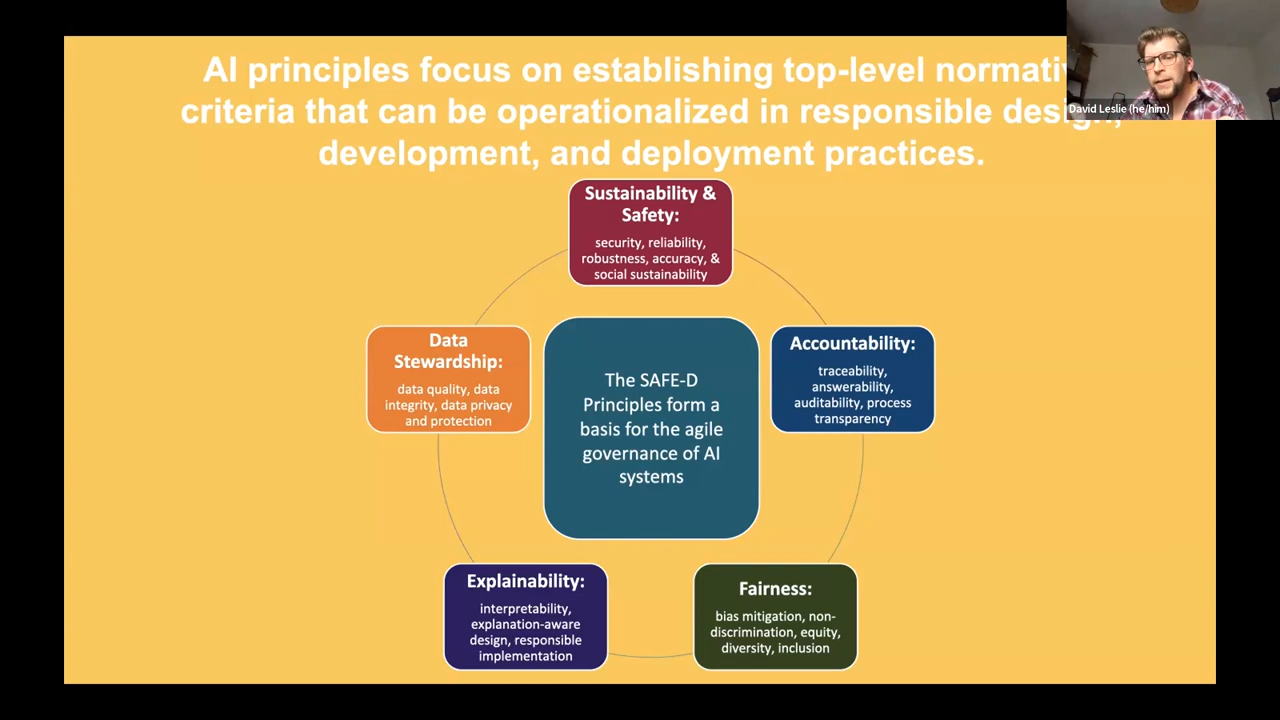 AI principles focus on establishing top-level normativ
criteria that can be operationalized in responsible design,
development, and deployment practices.
David Leslie (he/him)
Sustainability &
Safety:
security, reliability,
robustness, accuracy, &
social sustainability
Data
Stewardship:
data quality, data
integrity, data privacy
and protection
The SAFE-D
Principles form a
basis for the agile
governance of AI
systems
Accountability:
traceability,
answerability,
auditability, process
transparency
Explainability:
interpretability,
explanation-aware
design, responsible
implementation
Fairness:
bias mitigation, non-
discrimination, equity,
diversity, inclusion